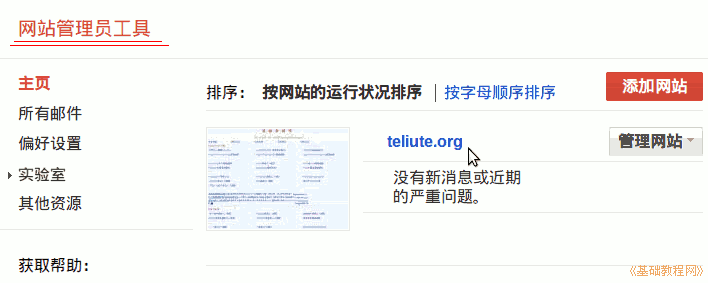 网站管理员工具
主页
所有邮件
偏好设置
实验室
其他资源
获取帮助:
排序: 按网站的运行状况排序 | 按字母顺序排序
添加网站
teliute.org
管理网站
没有新消息或近期
的严重问题。
《基础教程网》